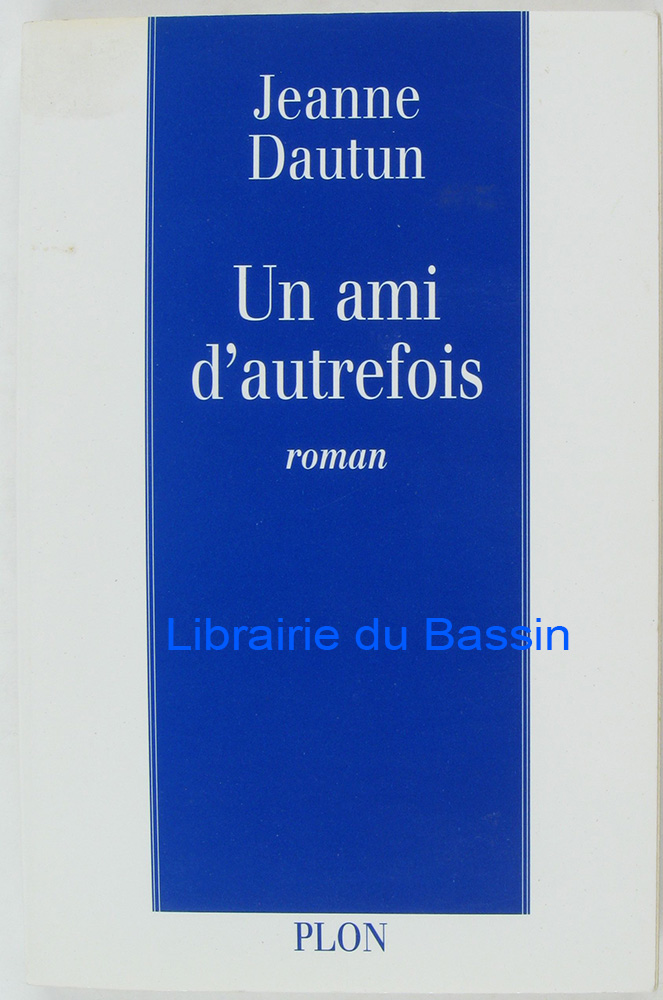 Jeanne
Dautun
Un ami
d'autrefois
roman
Librairie du Bassin
PLON